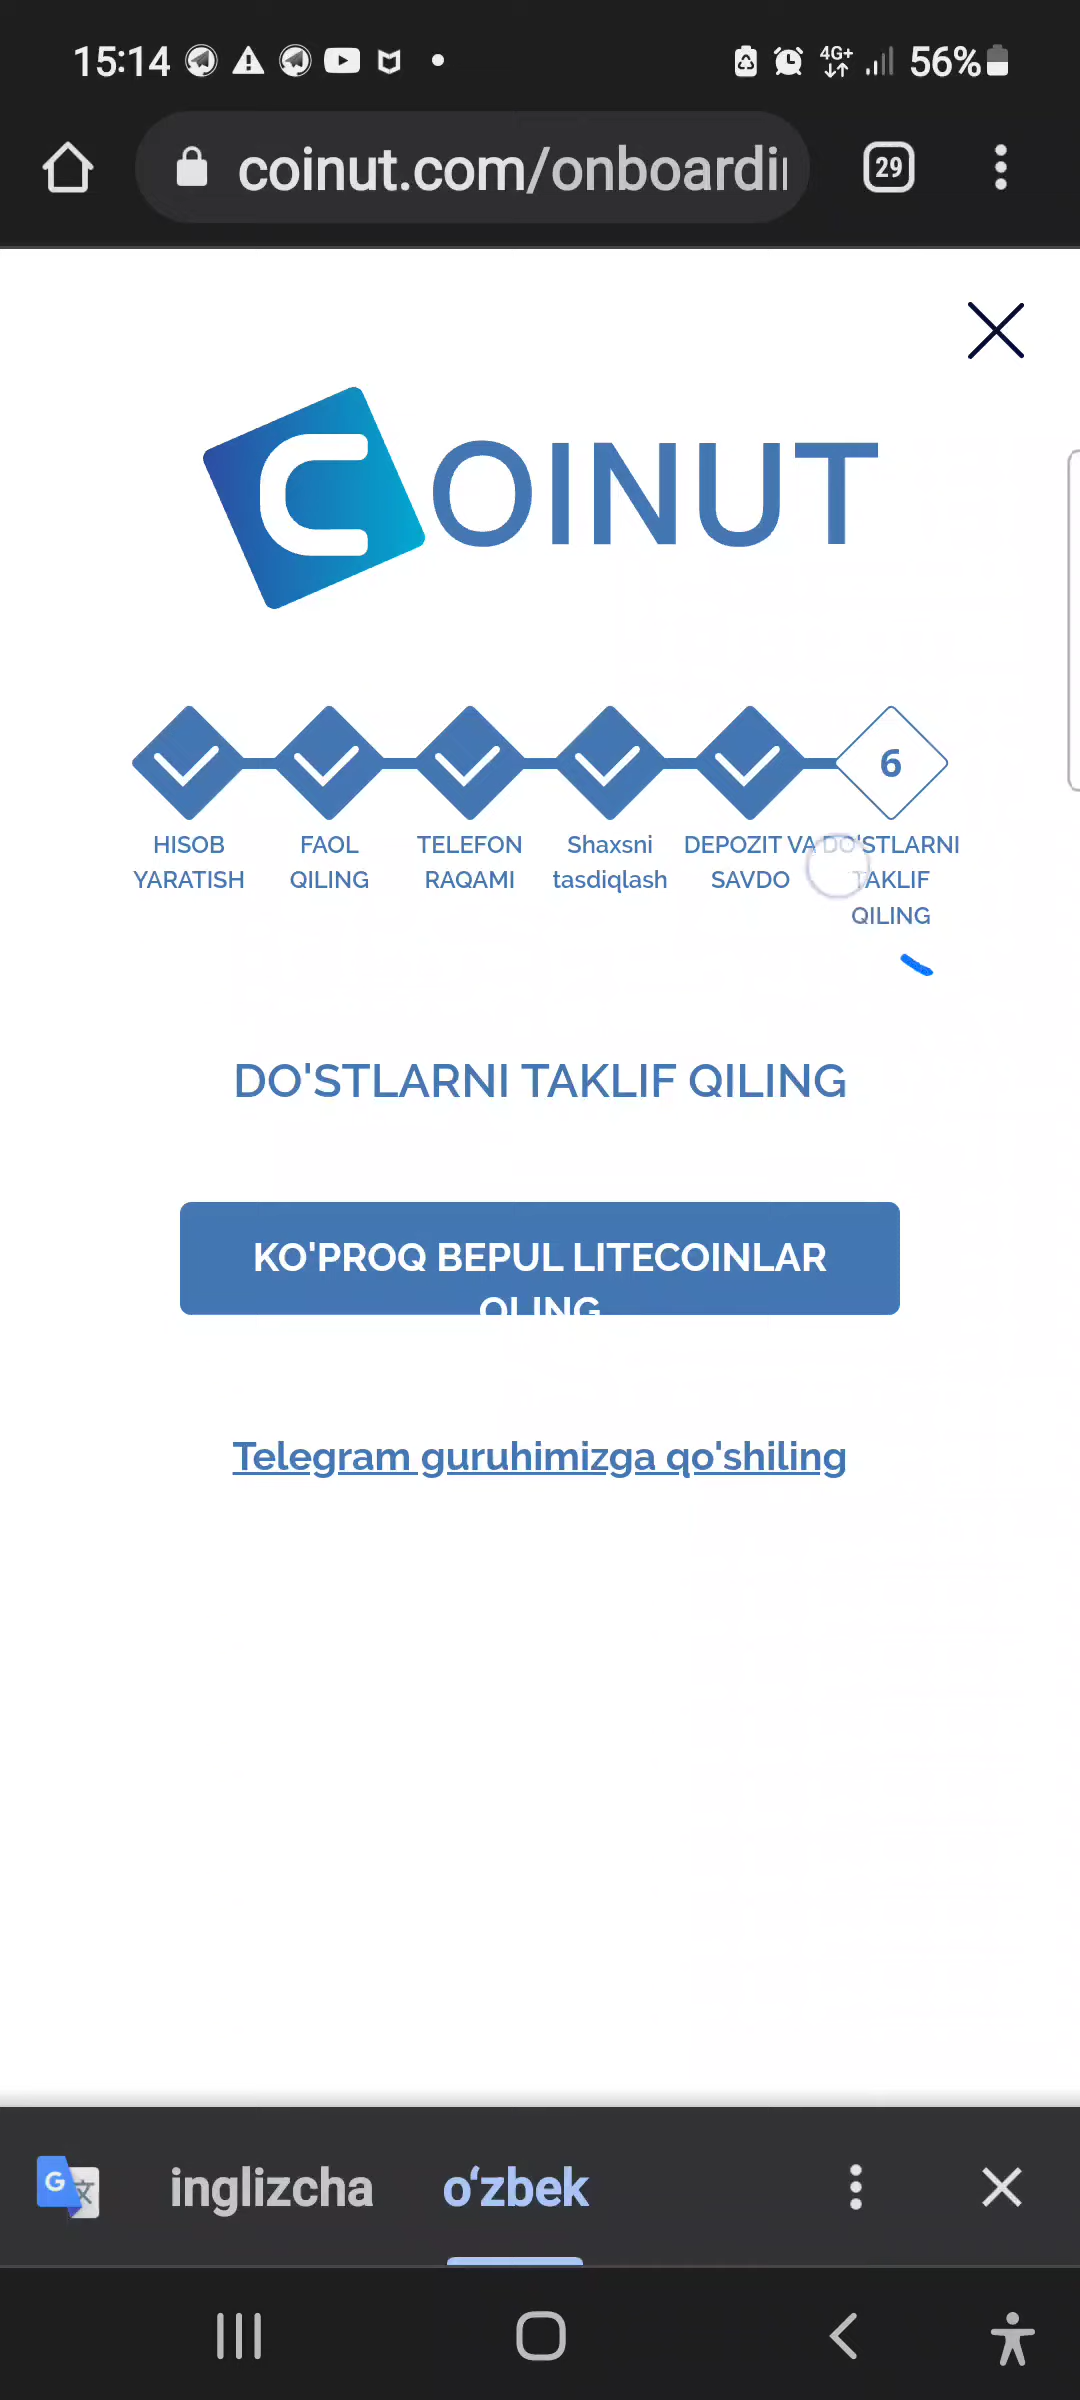 15:14 4G+ 56%
coinut.com/onboardi
29
COINUT
6
HISOB YARATISH
FAOL QILING
TELEFON RAQAMI
Shaxsni tasdiqlash
DEPOZIT VA SAVDO
DO'STLARNI TAKLIF QILING
DO'STLARNI TAKLIF QILING
KO'PROQ BEPUL LITECOINLAR
OLING
Telegram guruhimizga qo'shiling
inglizcha o‘zbek